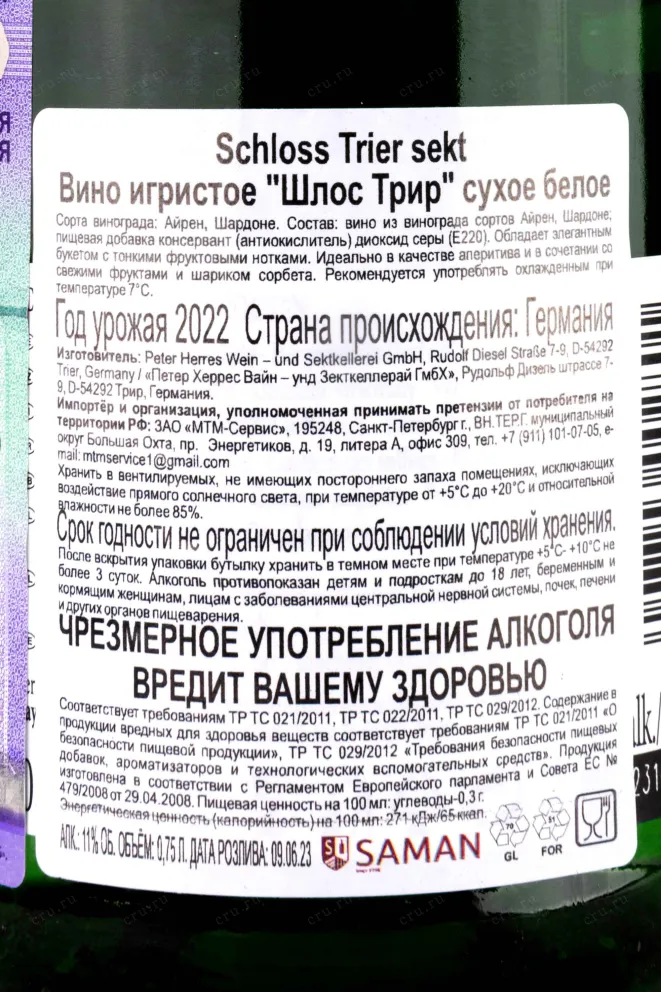 Schloss Trier sekt
Вино игристое "Шлос Трир" сухое белое
Сорта винограда: Айрен, Шардоне. Состав: вино из винограда сортов Айрен, Шардоне;
пищевая добавка консервант (антиокислитель) диоксид серы (E220). Обладает элегантным
букетом с тонкими фруктовыми нотками. Идеально в качестве аперитива и в сочетании со
свежими фруктами и шариком сорбета. Рекомендуется употреблять охлажденным при
температуре 7°C.
Год урожая 2022 Страна происхождения: Германия
Изготовитель: Peter Herres Wein – und Sektkellerei GmbH, Rudolf Diesel Straße 7-9, D-54292
Trier, Germany / «Петер Херрес Вайн – унд Зекткеллерай ГмбХ», Рудольф Дизель штрассе 7-
9, D-54292 Трир, Германия.
Импортёр и организация, уполномоченная принимать претензии от потребителя на
территории РФ: ЗАО «МТМ-Сервис», 195248, Санкт-Петербург г., ВН.ТЕР.Г. муниципальный
округ Большая Охта, пр. Энергетиков, д. 19, литера А, офис 309, тел. +7 (911) 101-07-05, e-
mail: mtmservice1@gmail.com
Хранить в вентилируемых, не имеющих постороннего запаха помещениях, исключающих
воздействие прямого солнечного света, при температуре от +5°C до +20°C и относительной
влажности не более 85%.
Срок годности не ограничен при соблюдении условий хранения.
После вскрытия упаковки бутылку хранить в темном месте при температуре +5°C- +10°C не
более 3 суток. Алкоголь противопоказан детям и подросткам до 18 лет, беременным и
кормящим женщинам, лицам с заболеваниями центральной нервной системы, почек, печени
и других органов пищеварения.
ЧРЕЗМЕРНОЕ УПОТРЕБЛЕНИЕ АЛКОГОЛЯ
ВРЕДИТ ВАШЕМУ ЗДОРОВЬЮ
Соответствует требованиям ТР ТС 021/2011, ТР ТС 022/2011, ТР ТС 029/2012. Содержание в
продукции вредных для здоровья веществ соответствует требованиям ТР ТС 021/2011 «О
безопасности пищевой продукции», ТР ТС 029/2012 «Требования безопасности пищевых
добавок, ароматизаторов и технологических вспомогательных средств». Продукция
изготовлена в соответствии с Регламентом Европейского парламента и Совета ЕС №
479/2008 от 29.04.2008. Пищевая ценность на 100 мл: углеводы-0,3 г.
Энергетическая ценность (калорийность) на 100 мл: 271 кДж/65 ккал.
АЛК.: 11% ОБ. ОБЪЁМ: 0,75 Л. ДАТА РОЗЛИВА: 09.06.23
SAMAN
70
GL
51
FOR
alk./
231
cru.ru